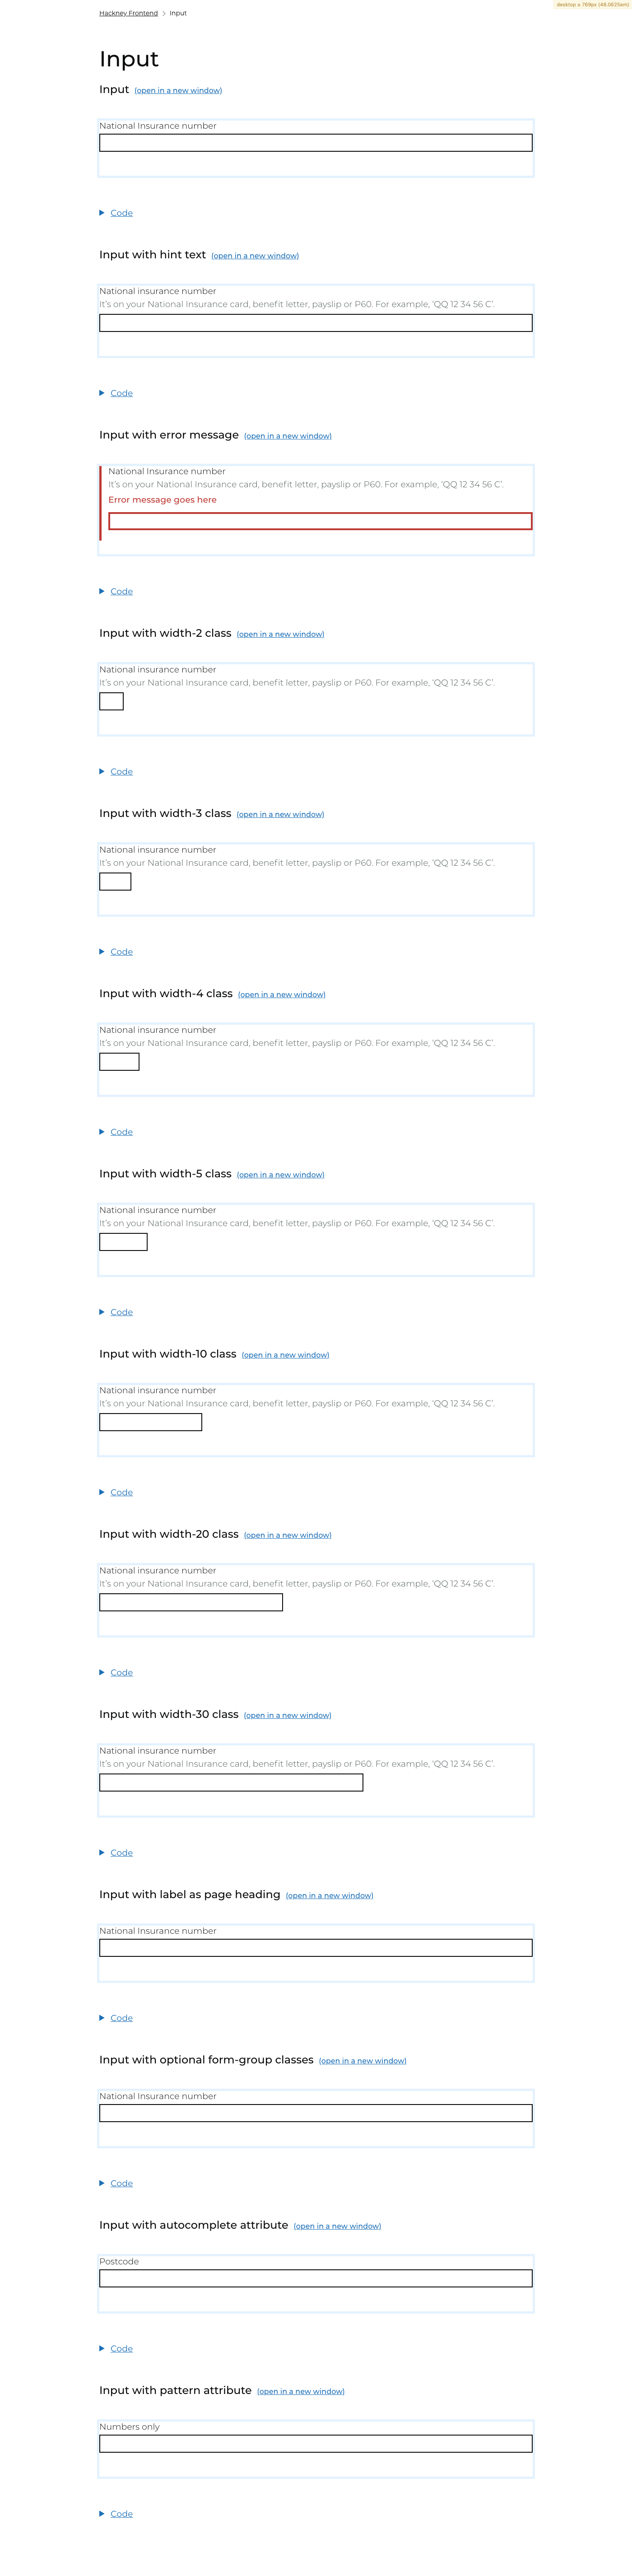 desktop ≥ 769px (48.0625em)
Hackney Frontend > Input
Input
Input (open in a new window)
National Insurance number
Code
Input with hint text (open in a new window)
National insurance number
It’s on your National Insurance card, benefit letter, payslip or P60. For example, ‘QQ 12 34 56 C’.
Code
Input with error message (open in a new window)
National Insurance number
It’s on your National Insurance card, benefit letter, payslip or P60. For example, ‘QQ 12 34 56 C’.
Error message goes here
Code
Input with width-2 class (open in a new window)
National insurance number
It’s on your National Insurance card, benefit letter, payslip or P60. For example, ‘QQ 12 34 56 C’.
Code
Input with width-3 class (open in a new window)
National insurance number
It’s on your National Insurance card, benefit letter, payslip or P60. For example, ‘QQ 12 34 56 C’.
Code
Input with width-4 class (open in a new window)
National insurance number
It’s on your National Insurance card, benefit letter, payslip or P60. For example, ‘QQ 12 34 56 C’.
Code
Input with width-5 class (open in a new window)
National insurance number
It’s on your National Insurance card, benefit letter, payslip or P60. For example, ‘QQ 12 34 56 C’.
Code
Input with width-10 class (open in a new window)
National insurance number
It’s on your National Insurance card, benefit letter, payslip or P60. For example, ‘QQ 12 34 56 C’.
Code
Input with width-20 class (open in a new window)
National insurance number
It’s on your National Insurance card, benefit letter, payslip or P60. For example, ‘QQ 12 34 56 C’.
Code
Input with width-30 class (open in a new window)
National insurance number
It’s on your National Insurance card, benefit letter, payslip or P60. For example, ‘QQ 12 34 56 C’.
Code
Input with label as page heading (open in a new window)
National Insurance number
Code
Input with optional form-group classes (open in a new window)
National Insurance number
Code
Input with autocomplete attribute (open in a new window)
Postcode
Code
Input with pattern attribute (open in a new window)
Numbers only
Code